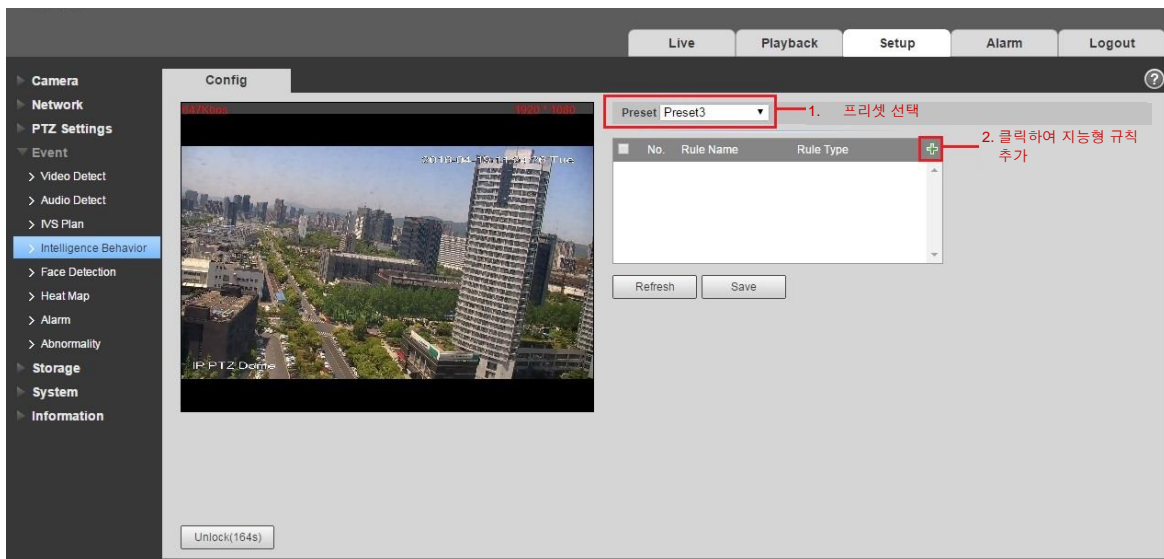 Live Playback Setup Alarm Logout
Camera
Network
PTZ Settings
Event
Video Detect
Audio Detect
IVS Plan
Intelligence Behavior
Face Detection
Heat Map
Alarm
Abnormality
Storage
System
Information
Config
1920 * 1080
IP PTZ Dome
Unlock(164s)
Preset Preset3
1. 프리셋 선택
No. Rule Name Rule Type
2. 클릭하여 지능형 규칙
추가
Refresh Save